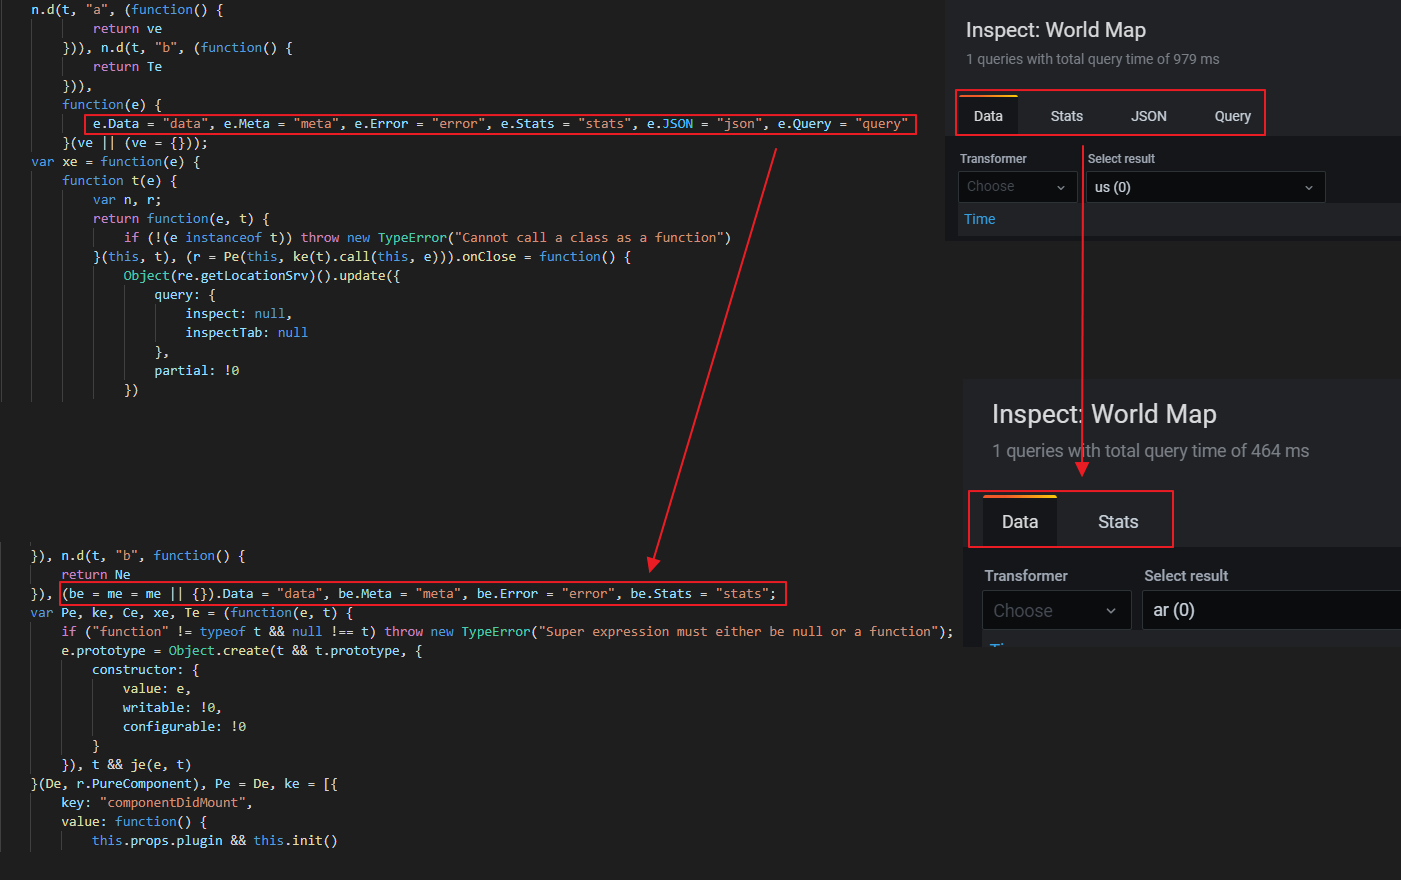 n.d(t, "a", (function() {
return ve
})), n.d(t, "b", (function() {
return Te
})),
function(e) {
e.Data = "data", e.Meta = "meta", e.Error = "error", e.Stats = "stats", e.JSON = "json", e.Query = "query"
}(ve || (ve = {}));
var xe = function(e) {
function t(e) {
var n, r;
return function(e, t) {
if (!(e instanceof t)) throw new TypeError("Cannot call a class as a function")
}(this, t), (r = Pe(this, ke(t).call(this, e))).onClose = function() {
Object(re.getLocationSrv)().update({
query: {
inspect: null,
inspectTab: null
},
partial: !0
})
Inspect: World Map
1 queries with total query time of 979 ms
Data Stats JSON Query
Transformer Select result
Choose us (0)
Time
Inspect: World Map
1 queries with total query time of 464 ms
Data Stats
Transformer Select result
Choose ar (0)
}), n.d(t, "b", function() {
return Ne
}), (be = me = me || {}).Data = "data", be.Meta = "meta", be.Error = "error", be.Stats = "stats";
var Pe, ke, Ce, xe, Te = (function(e, t) {
if ("function" != typeof t && null !== t) throw new TypeError("Super expression must either be null or a function");
e.prototype = Object.create(t && t.prototype, {
constructor: {
value: e,
writable: !0,
configurable: !0
}
}), t && je(e, t)
}(De, r.PureComponent), Pe = De, ke = [{
key: "componentDidMount",
value: function() {
this.props.plugin && this.init()